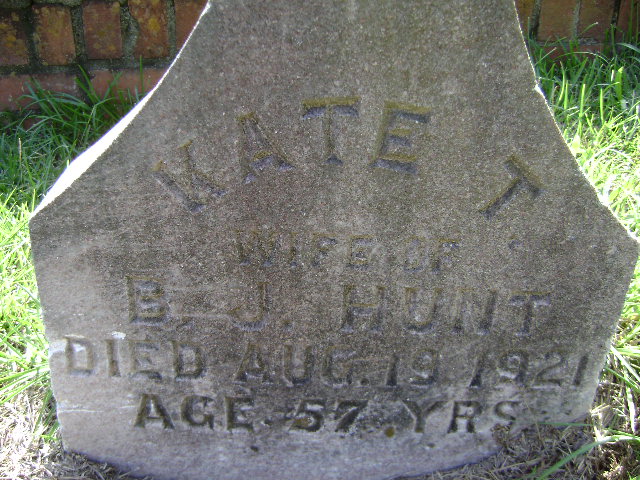 KATE T
WIFE OF
B. J. HUNT
DIED AUG. 19 1921
AGE 57 YRS